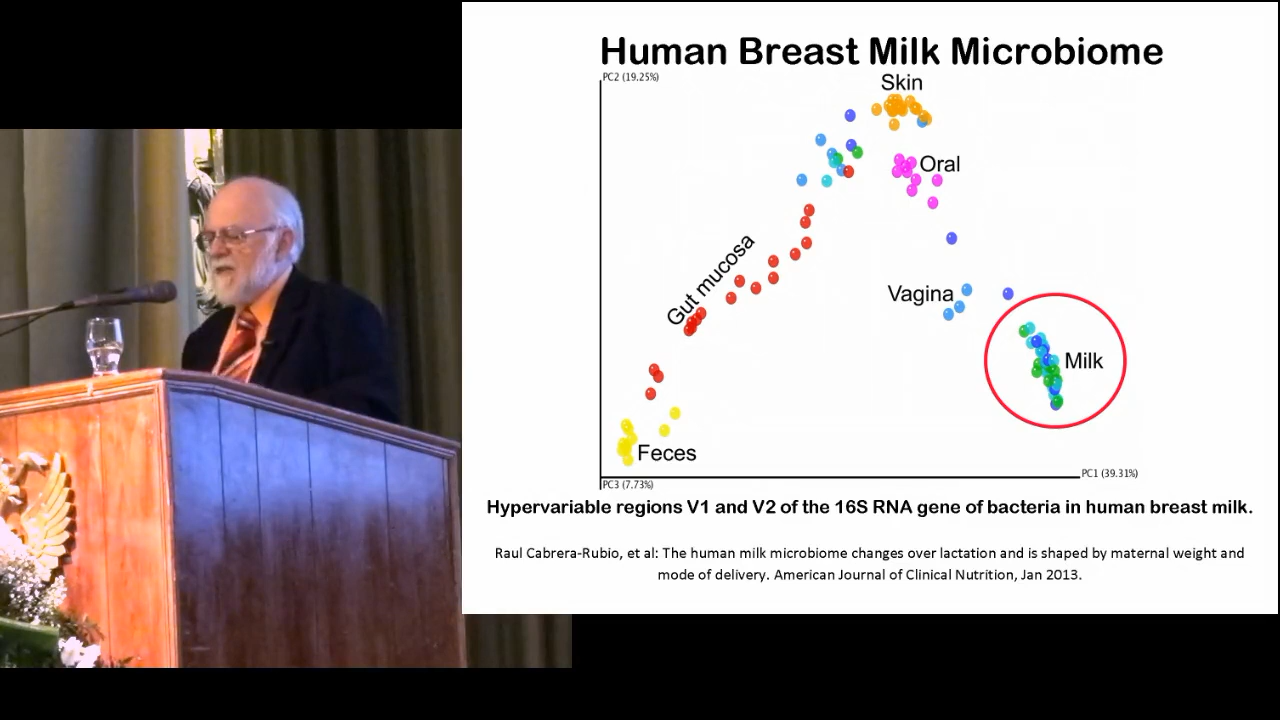 Human Breast Milk Microbiome
PC2 (19.25%)
Skin
Oral
Gut mucosa
Vagina
Milk
Feces
PC1 (39.31%)
PC3 (7.73%)
Hypervariable regions V1 and V2 of the 16S RNA gene of bacteria in human breast milk.
Raul Cabrera-Rubio, et al: The human milk microbiome changes over lactation and is shaped by maternal weight and
mode of delivery. American Journal of Clinical Nutrition, Jan 2013.